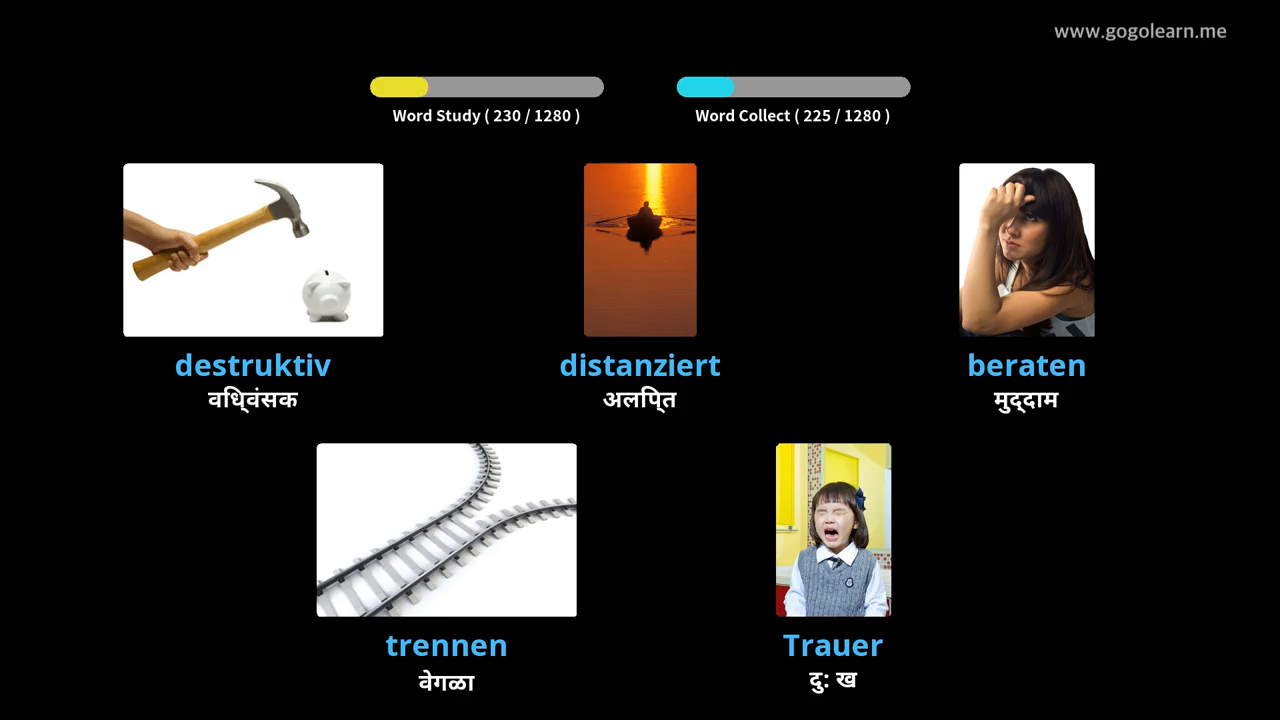 www.gogolearn.me
Word Study ( 230 / 1280 )
Word Collect ( 225 / 1280 )
destruktiv
distanziert
beraten
विध्वंसक
अलिप्त
मुद्दाम
trennen
Trauer
वेगळा
दु: ख